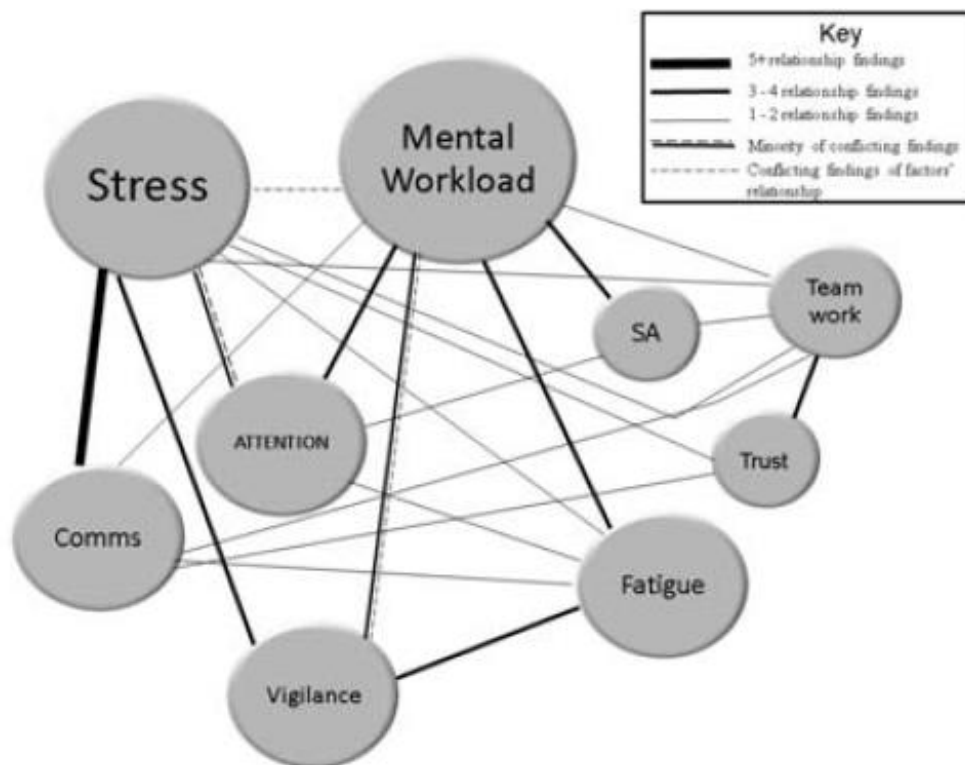 Key
5+ relationship findings
3 - 4 relationship findings
1 - 2 relationship findings
Minority of conflicting findings
Conflicting findings of factors'
relationship
Mental
Workload
Stress
Team
work
SA
ATTENTION
Trust
Comms
Fatigue
Vigilance